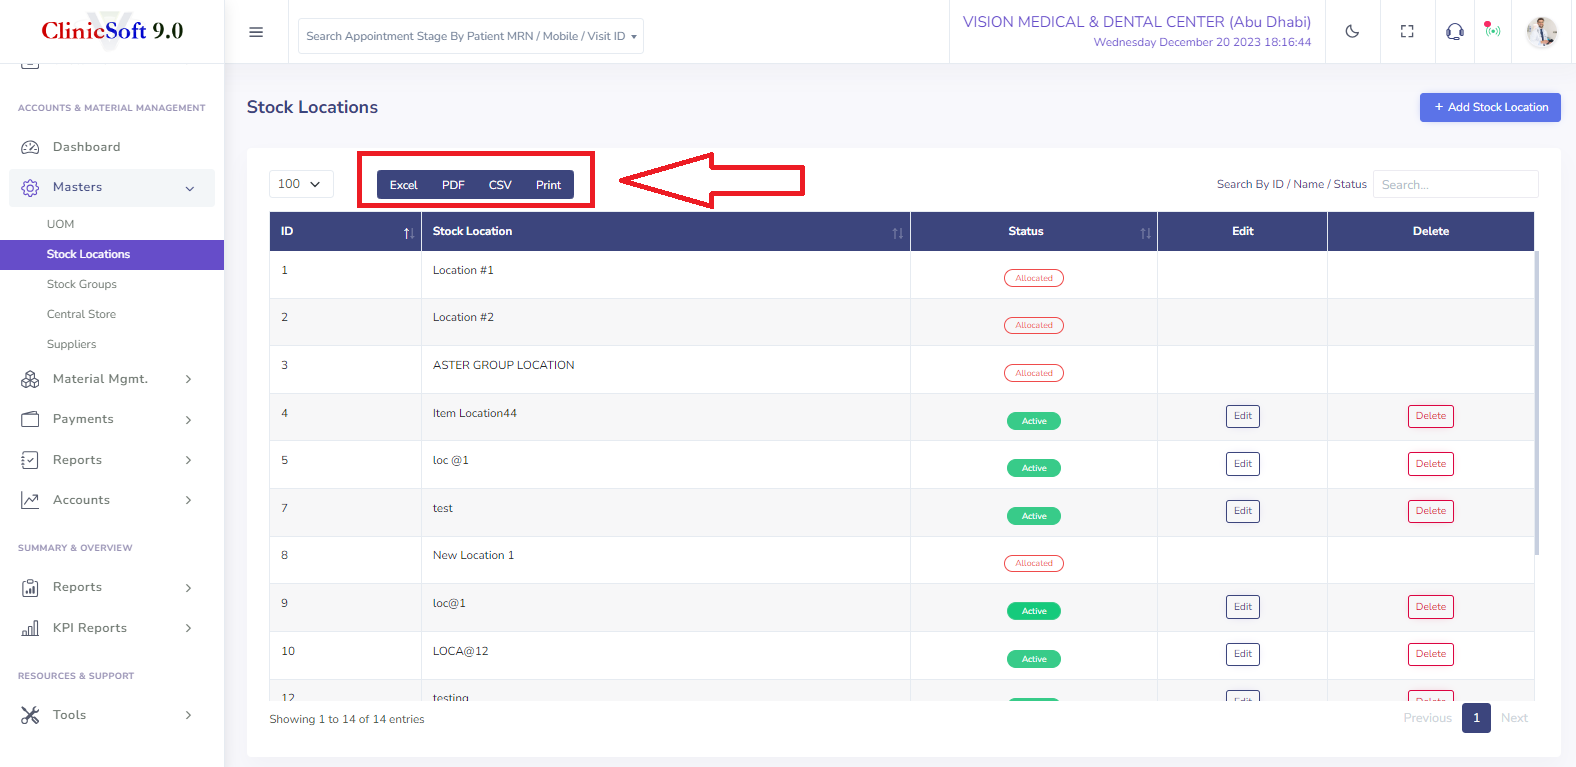 ClinicSoft 9.0
Search Appointment Stage By Patient MRN / Mobile / Visit ID
VISION MEDICAL & DENTAL CENTER (Abu Dhabi)
Wednesday December 20 2023 18:16:44
ACCOUNTS & MATERIAL MANAGEMENT
Dashboard
Masters
UOM
Stock Locations
Stock Groups
Central Store
Suppliers
Material Mgmt.
Payments
Reports
Accounts
SUMMARY & OVERVIEW
Reports
KPI Reports
RESOURCES & SUPPORT
Tools
Stock Locations
+ Add Stock Location
100
Excel PDF CSV Print
Search By ID / Name / Status Search...
ID Stock Location Status Edit Delete
1 Location #1 Allocated
2 Location #2 Allocated
3 ASTER GROUP LOCATION Allocated
4 Item Location44 Active Edit Delete
5 loc @1 Active Edit Delete
7 test Active Edit Delete
8 New Location 1 Allocated
9 loc@1 Active Edit Delete
10 LOCA@12 Active Edit Delete
12 testing Edit Delete
Showing 1 to 14 of 14 entries
Previous 1 Next